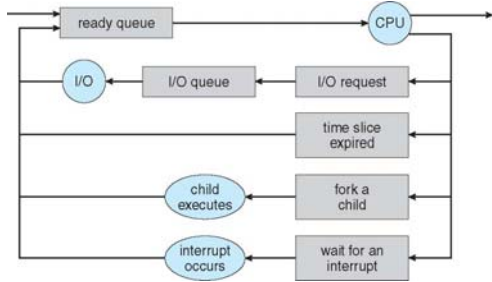 ready queue
CPU
I/O
I/O queue
I/O request
time slice
expired
child
executes
fork a
child
interrupt
occurs
wait for an
interrupt